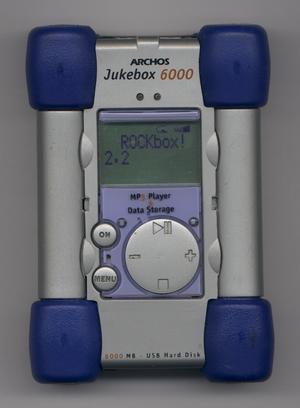 ARCHOS
Jukebox 6000
ROCKbox!
2.2
MP3 Player
Data Storage
ON
MENU
6000 MB - USB Hard Disk